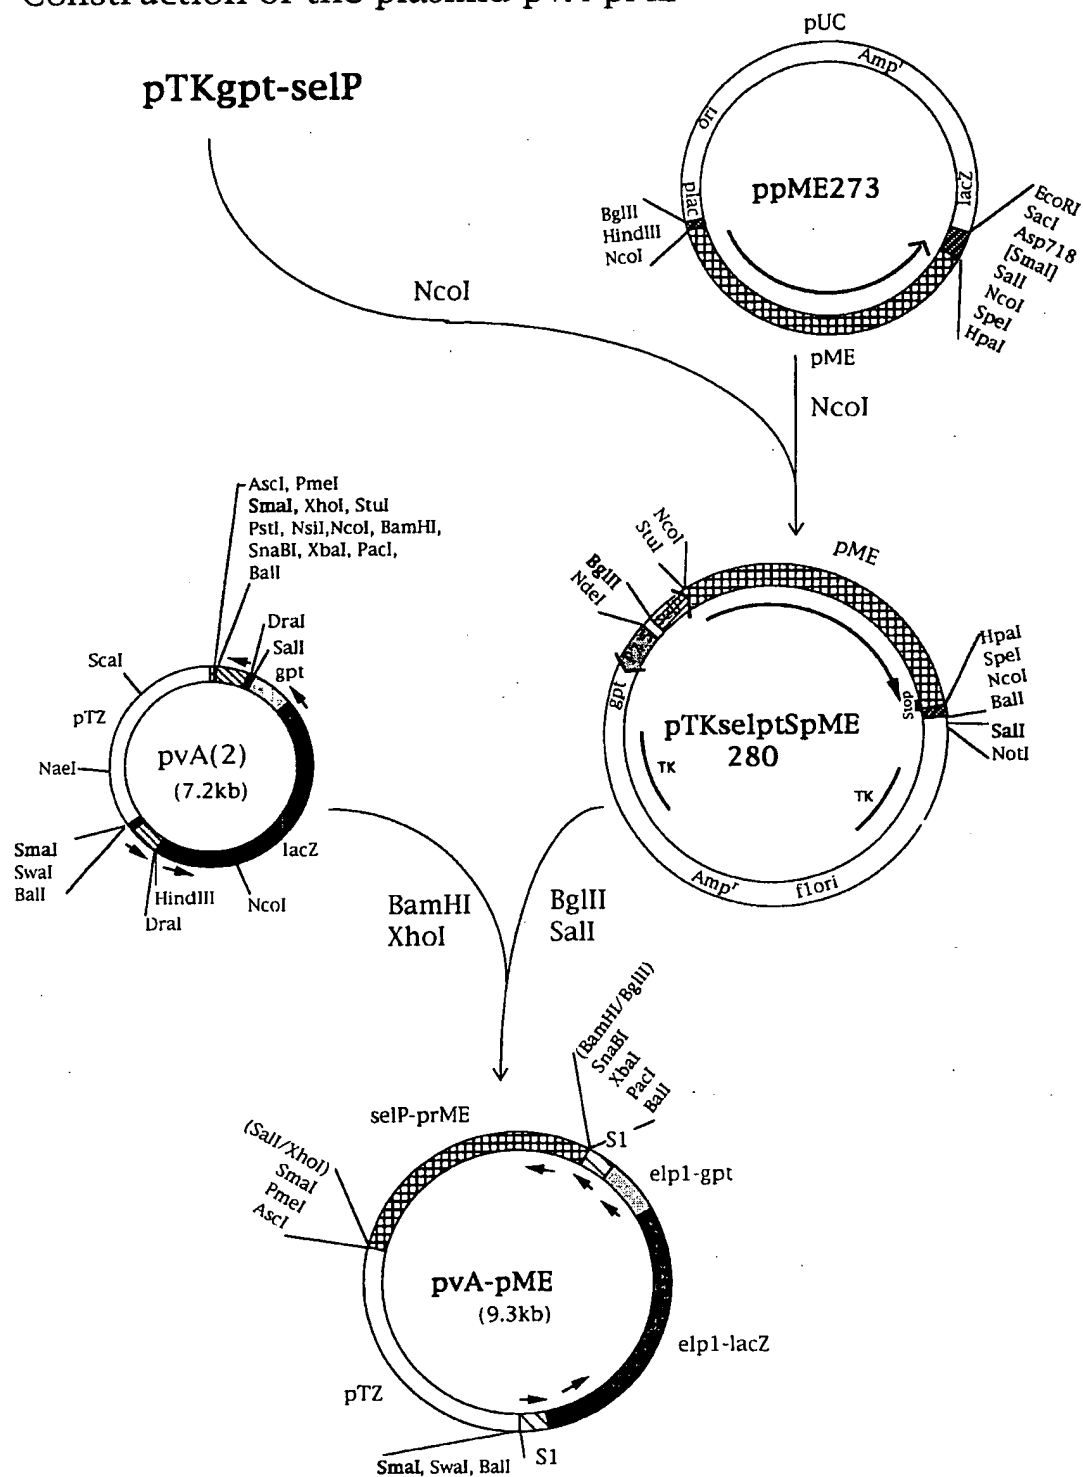 Construction of the plasmid pvA-pME
pTKgpt-selP
pUC
Amp^r
ori
plac
lacZ
ppME273
BglII
HindIII
NcoI
EcoRI
SacI
Asp718
[SmaI]
SalI
NcoI
SpeI
HpaI
pME
NcoI
NcoI
AscI, PmeI
SmaI, XhoI, StuI
PstI, NsiI,NcoI, BamHI,
SnaBI, XbaI, PacI,
BalI
DraI
SalI
gpt
ScaI
pTZ
NaeI
pvA(2)
(7.2kb)
SmaI
SwaI
BalI
HindIII
DraI
NcoI
lacZ
NcoI
StuI
BglII
NdeI
pME
gpt
Stop
HpaI
SpeI
NcoI
BalI
SalI
NotI
pTKselptSpME
280
TK
TK
Amp^r
f1ori
BamHI
XhoI
BglII
SalI
(BamHI/BglII)
SnaBI
XbaI
PacI
BalI
selP-prME
S1
elp1-gpt
(SalI/XhoI)
SmaI
PmeI
AscI
pvA-pME
(9.3kb)
elp1-lacZ
pTZ
S1
SmaI, SwaI, BalI